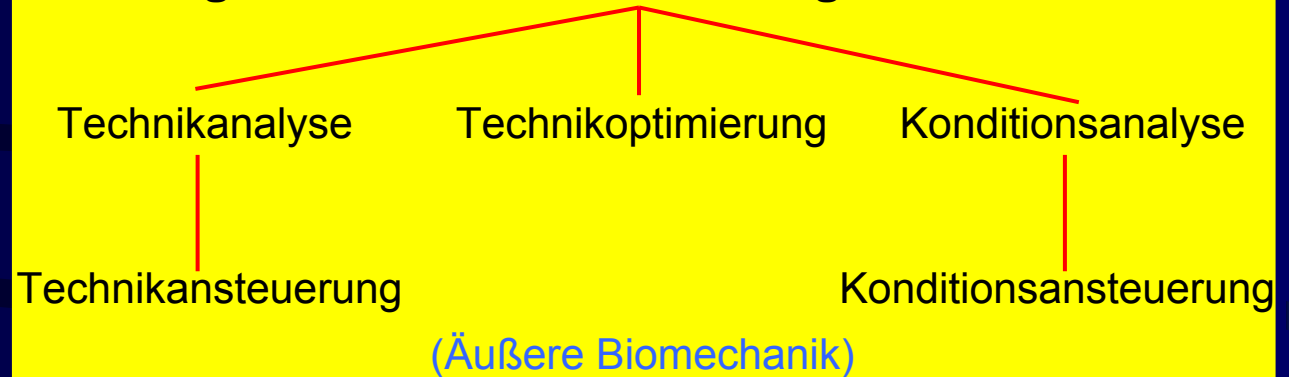 Technikanalyse Technikoptimierung Konditionsanalyse
Technikansteuerung Konditionsansteuerung
(Äußere Biomechanik)